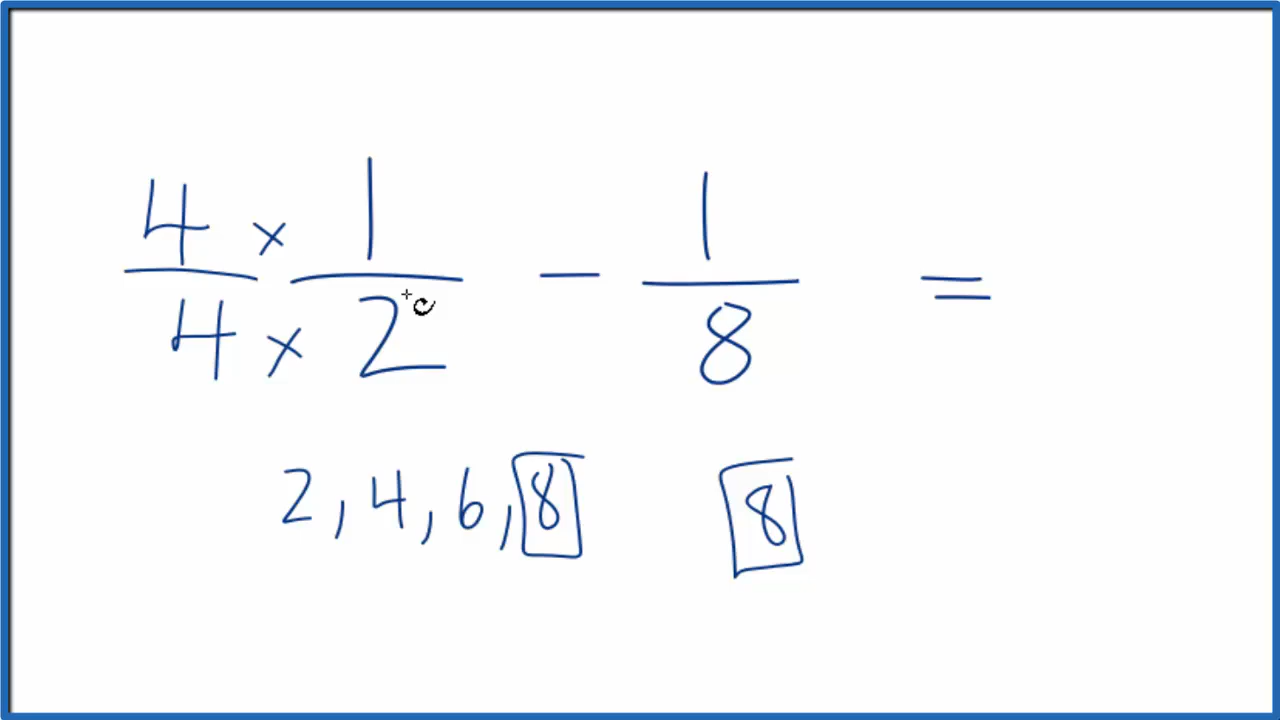 4 × 1 − 1 =
4 × 2 8
2, 4, 6, 8 8